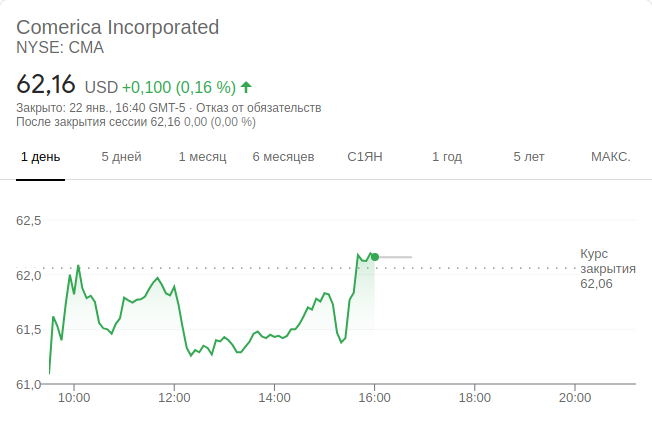 Comerica Incorporated
NYSE: CMA
62,16 USD +0,100 (0,16 %)
Закрыто: 22 янв., 16:40 GMT-5 · Отказ от обязательств
После закрытия сессии 62,16 0,00 (0,00 %)
1 день 5 дней 1 месяц 6 месяцев С1ЯН 1 год 5 лет МАКС.
62,5
62,0
61,5
61,0
Курс
закрытия
62,06
10:00 12:00 14:00 16:00 18:00 20:00